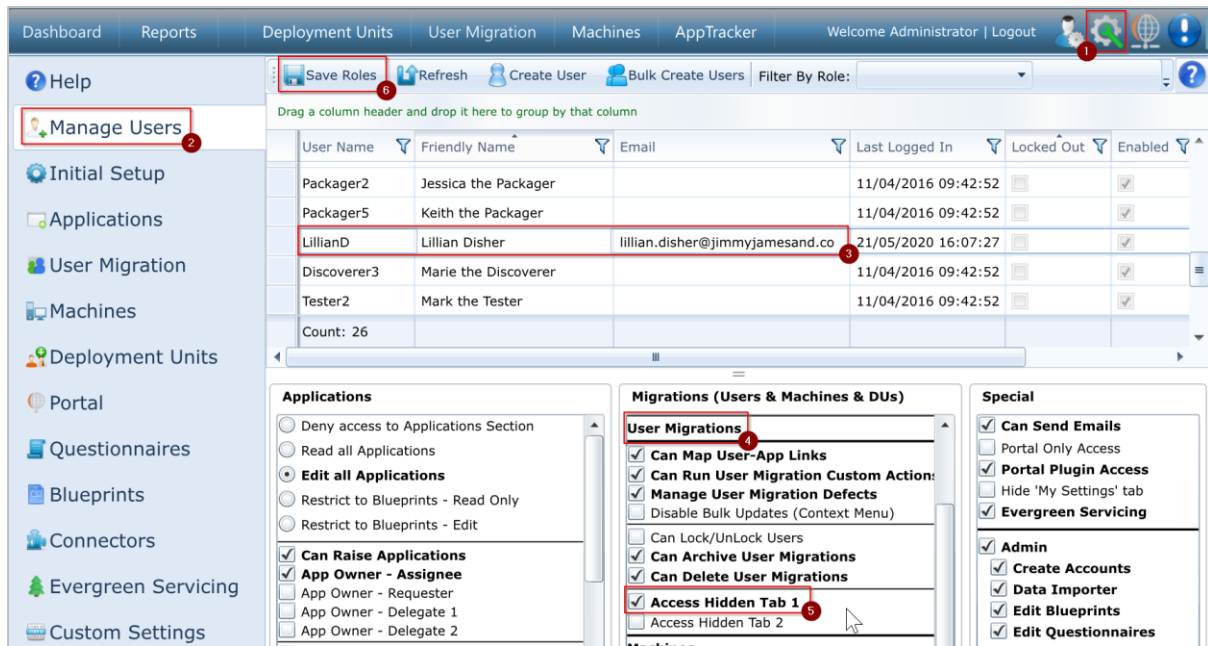 Dashboard Reports Deployment Units User Migration Machines AppTracker Welcome Administrator | Logout
1
Help
Manage Users
2
Initial Setup
Applications
User Migration
Machines
Deployment Units
Portal
Questionnaires
Blueprints
Connectors
Evergreen Servicing
Custom Settings
Save Roles Refresh Create User Bulk Create Users Filter By Role:
6
Drag a column header and drop it here to group by that column
User Name Friendly Name Email Last Logged In Locked Out Enabled
Packager2 Jessica the Packager 11/04/2016 09:42:52
Packager5 Keith the Packager 11/04/2016 09:42:52
LillianD Lillian Disher lillian.disher@jimmyjamesand.co 21/05/2020 16:07:27
3
Discoverer3 Marie the Discoverer 11/04/2016 09:42:52
Tester2 Mark the Tester 11/04/2016 09:42:52
Count: 26
Applications
Deny access to Applications Section
Read all Applications
Edit all Applications
Restrict to Blueprints - Read Only
Restrict to Blueprints - Edit
Can Raise Applications
App Owner - Assignee
App Owner - Requester
App Owner - Delegate 1
App Owner - Delegate 2
Migrations (Users & Machines & DUs)
User Migrations
4
Can Map User-App Links
Can Run User Migration Custom Actions
Manage User Migration Defects
Disable Bulk Updates (Context Menu)
Can Lock/UnLock Users
Can Archive User Migrations
Can Delete User Migrations
Access Hidden Tab 1
5
Access Hidden Tab 2
Machines
Special
Can Send Emails
Portal Only Access
Portal Plugin Access
Hide 'My Settings' tab
Evergreen Servicing
Admin
Create Accounts
Data Importer
Edit Blueprints
Edit Questionnaires